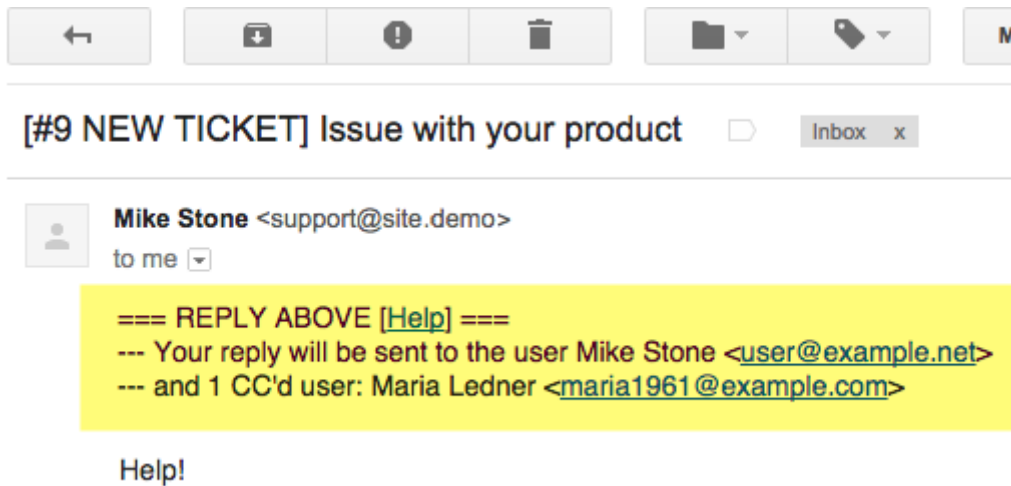 [#9 NEW TICKET] Issue with your product Inbox x
Mike Stone <support@site.demo>
to me
=== REPLY ABOVE [Help] ===
--- Your reply will be sent to the user Mike Stone <user@example.net>
--- and 1 CC'd user: Maria Ledner <maria1961@example.com>
Help!